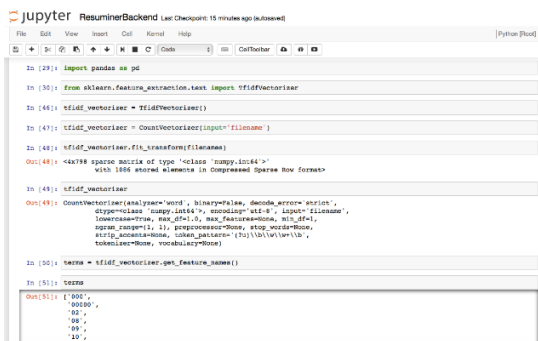 jupyter ResuminerBackend Last Checkpoint: 15 minutes ago (autosaved)
File Edit View Insert Cell Kernel Help Python [Root]
Code CellToolbar
In [29]: import pandas as pd
In [30]: from sklearn.feature_extraction.text import TfidfVectorizer
In [46]: tfidf_vectorizer = TfidfVectorizer()
In [47]: tfidf_vectorizer = CountVectorizer(input='filename')
In [48]: tfidf_vectorizer.fit_transform(filenames)
Out[48]: <4x798 sparse matrix of type '<class 'numpy.int64'>'
with 1086 stored elements in Compressed Sparse Row format>
In [49]: tfidf_vectorizer
Out[49]: CountVectorizer(analyzer='word', binary=False, decode_error='strict',
dtype=<class 'numpy.int64'>, encoding='utf-8', input='filename',
lowercase=True, max_df=1.0, max_features=None, min_df=1,
ngram_range=(1, 1), preprocessor=None, stop_words=None,
strip_accents=None, token_pattern='(?u)\\b\\w\\w+\\b',
tokenizer=None, vocabulary=None)
In [50]: terms = tfidf_vectorizer.get_feature_names()
In [51]: terms
Out[51]: ['000',
'00000',
'02',
'08',
'09',
'10',